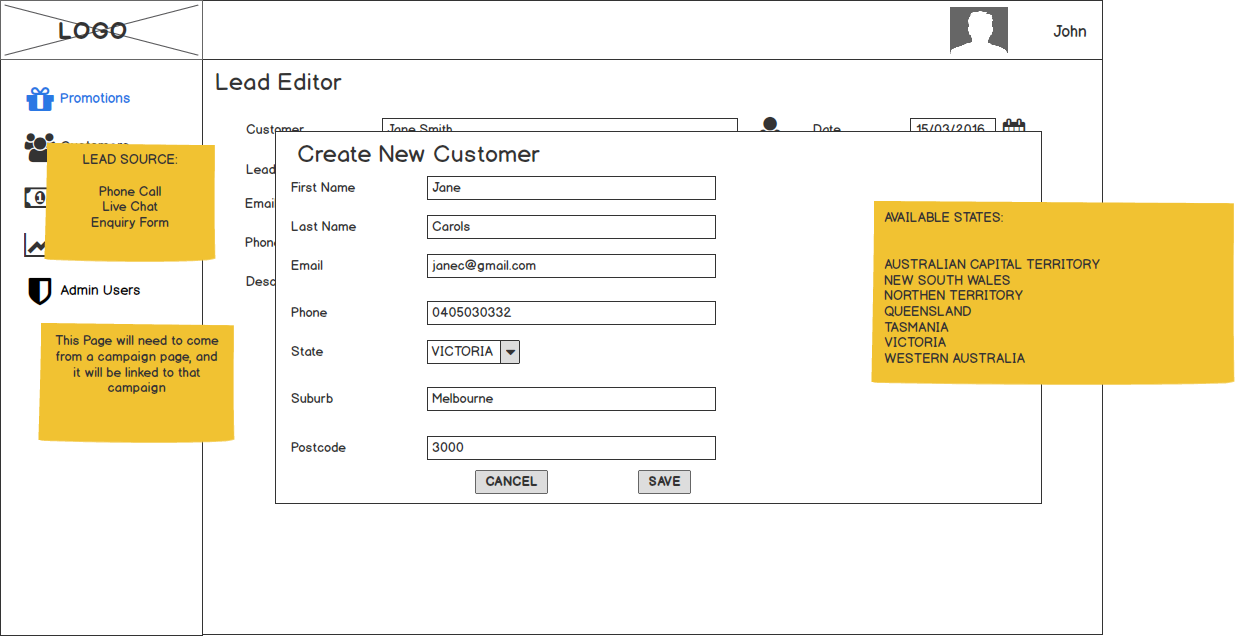 LOGO
John
Lead Editor
Promotions
Customer
Jane Smith
Date
15/03/2016
Customers
LEAD SOURCE:
Phone Call
Live Chat
Enquiry Form
Lead
Email
Phone
Desc
Admin Users
This Page will need to come
from a campaign page, and
it will be linked to that
campaign
Create New Customer
First Name
Jane
Last Name
Carols
Email
janec@gmail.com
Phone
0405030332
State
VICTORIA
Suburb
Melbourne
Postcode
3000
CANCEL
SAVE
AVAILABLE STATES:
AUSTRALIAN CAPITAL TERRITORY
NEW SOUTH WALES
NORTHEN TERRITORY
QUEENSLAND
TASMANIA
VICTORIA
WESTERN AUSTRALIA